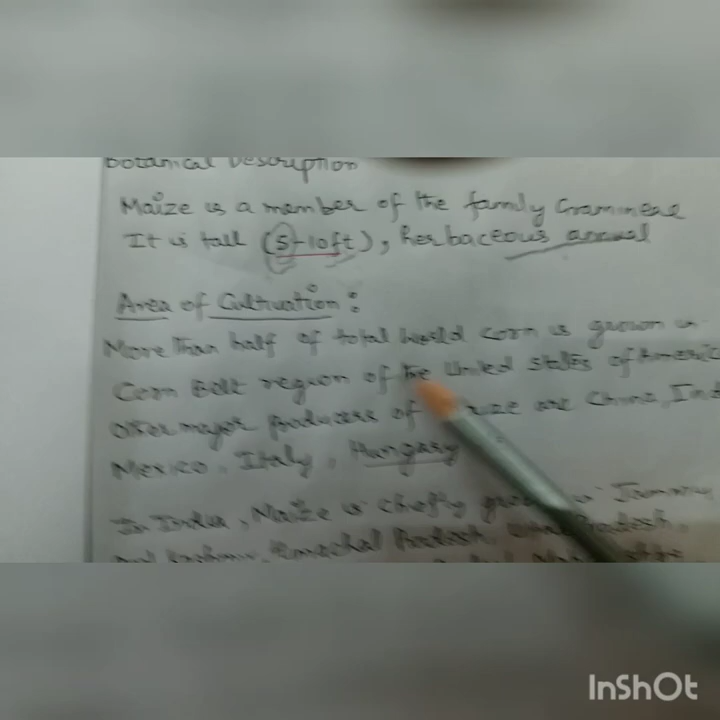 Botanical Description
Maize is a member of the family Gramineae
It is tall (5-10ft), herbaceous annual
Area of Cultivation:
More than half of total world corn is grown in
Corn Belt region of the United States of America
Other major producers of are China, Ind
Mexico, Italy, Hungary
In India, Maize is chiefly in Jammu
and Kashmir, Himachal Pradesh, Uttar Pradesh,
InShOt